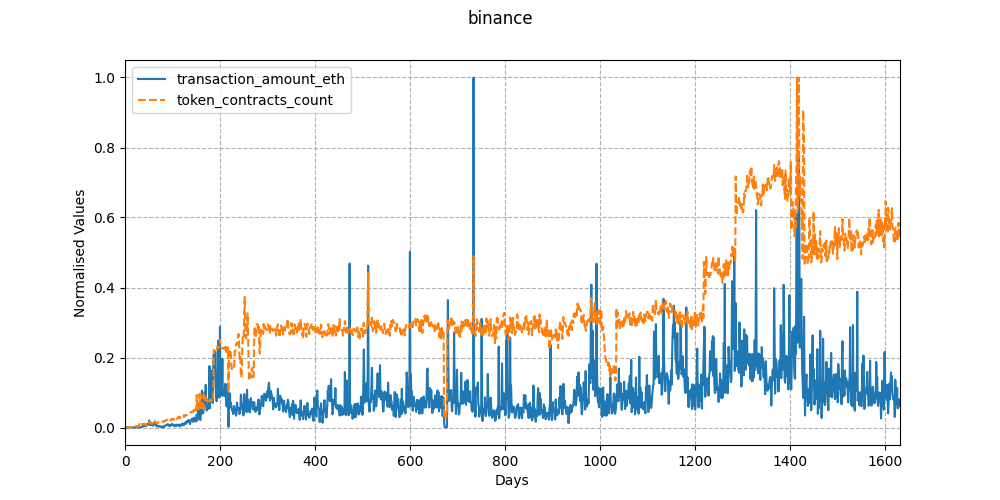 binance
transaction_amount_eth
token_contracts_count
Normalised Values
1.0
0.8
0.6
0.4
0.2
0.0
0 200 400 600 800 1000 1200 1400 1600
Days